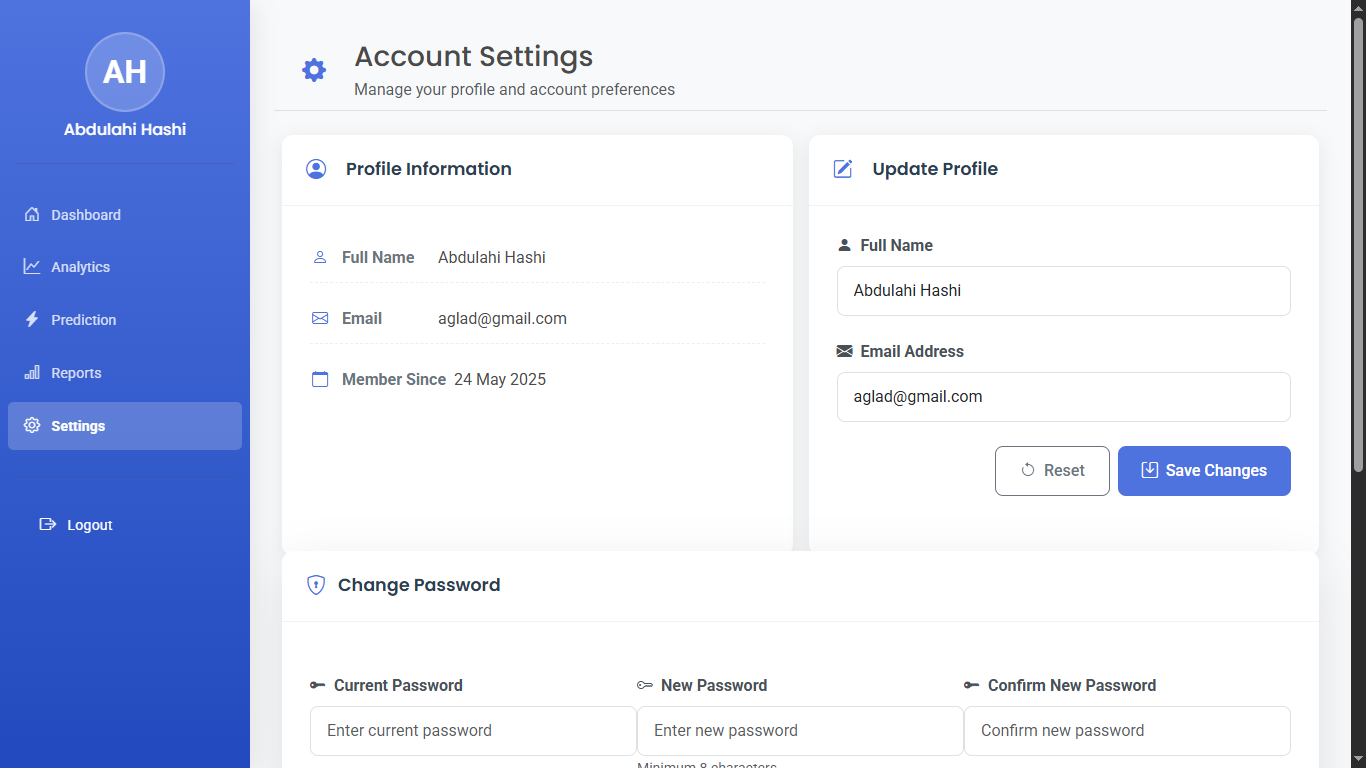 AH
Abdulahi Hashi
Dashboard
Analytics
Prediction
Reports
Settings
Logout
Account Settings
Manage your profile and account preferences
Profile Information
Full Name Abdulahi Hashi
Email aglad@gmail.com
Member Since 24 May 2025
Update Profile
Full Name
Abdulahi Hashi
Email Address
aglad@gmail.com
Reset Save Changes
Change Password
Current Password New Password Confirm New Password
Enter current password Enter new password Confirm new password
Minimum 8 characters